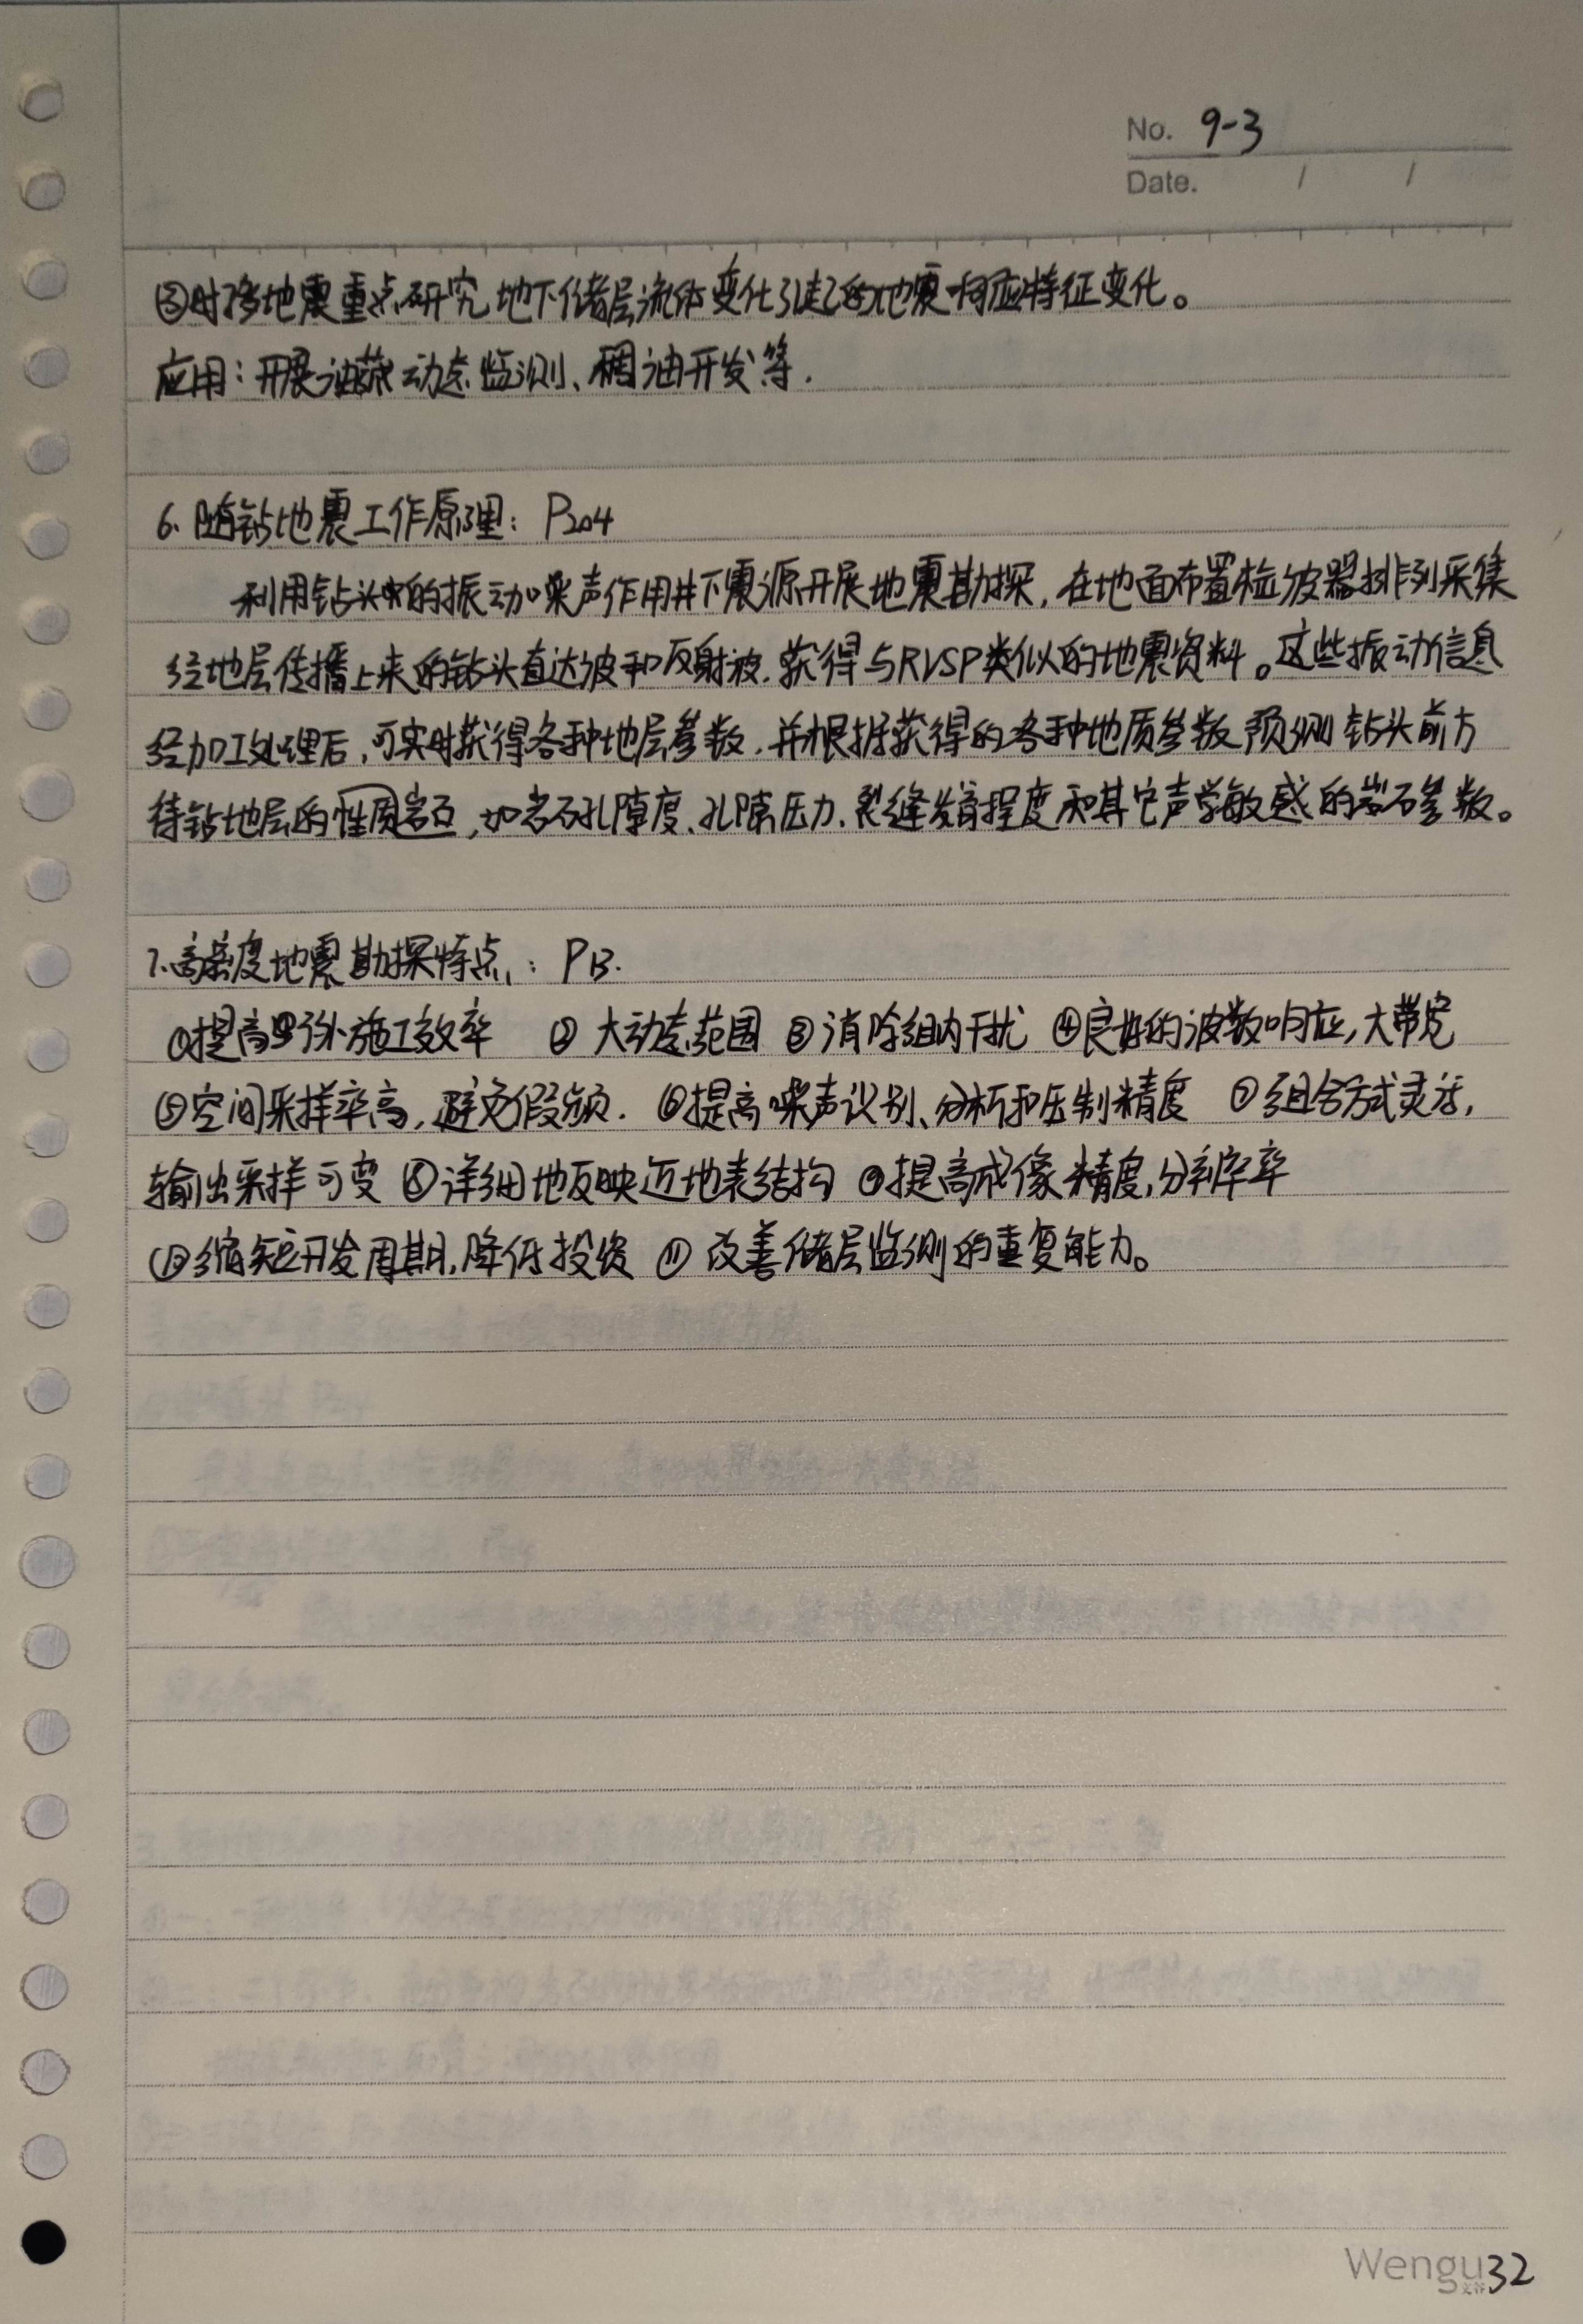 No. 9-3
Date. / /
③时移地震重点研究地下储层流体变化引起的地震响应特征变化。
应用：开展油藏动态监测、稠油开发等.
6. 随钻地震工作原理： P204
利用钻头的振动噪声作用井下震源开展地震勘探，在地面布置检波器排列采集
经地层传播上来的钻头直达波和反射波.获得与RVSP类似的地震资料。这些振动信息
经加工处理后，可实时获得各种地层参数.并根据获得的各种地质参数预测钻头前方
待钻地层的岩石性质，如岩石孔隙度、孔隙压力、裂缝发育程度和其它声学敏感的岩石参数。
7.高密度地震勘探特点： P13.
①提高野外施工效率 ② 大动态范围 ③消除组内干扰 ④良好的波数响应，大带宽
⑤空间采样率高，避免假频. ⑥提高噪声识别、分析和压制精度 ⑦组合方式灵活，
输出采样可变 ⑧详细地反映近地表结构 ⑨提高成像精度，分辨率
⑩缩短开发周期，降低投资 ⑪ 改善储层监测的重复能力。
Wengu 32